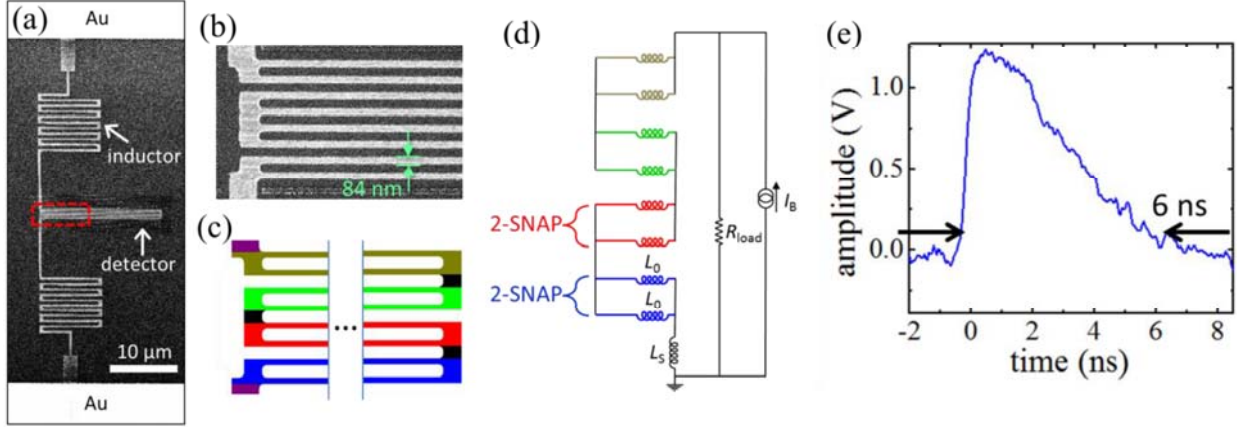 (a)
Au
inductor
detector
10 μm
Au
(b)
84 nm
(c)
(d)
2-SNAP
2-SNAP
L0
L0
LS
Rload
IB
(e)
amplitude (V)
1.0
0.5
0.0
6 ns
-2 0 2 4 6 8
time (ns)